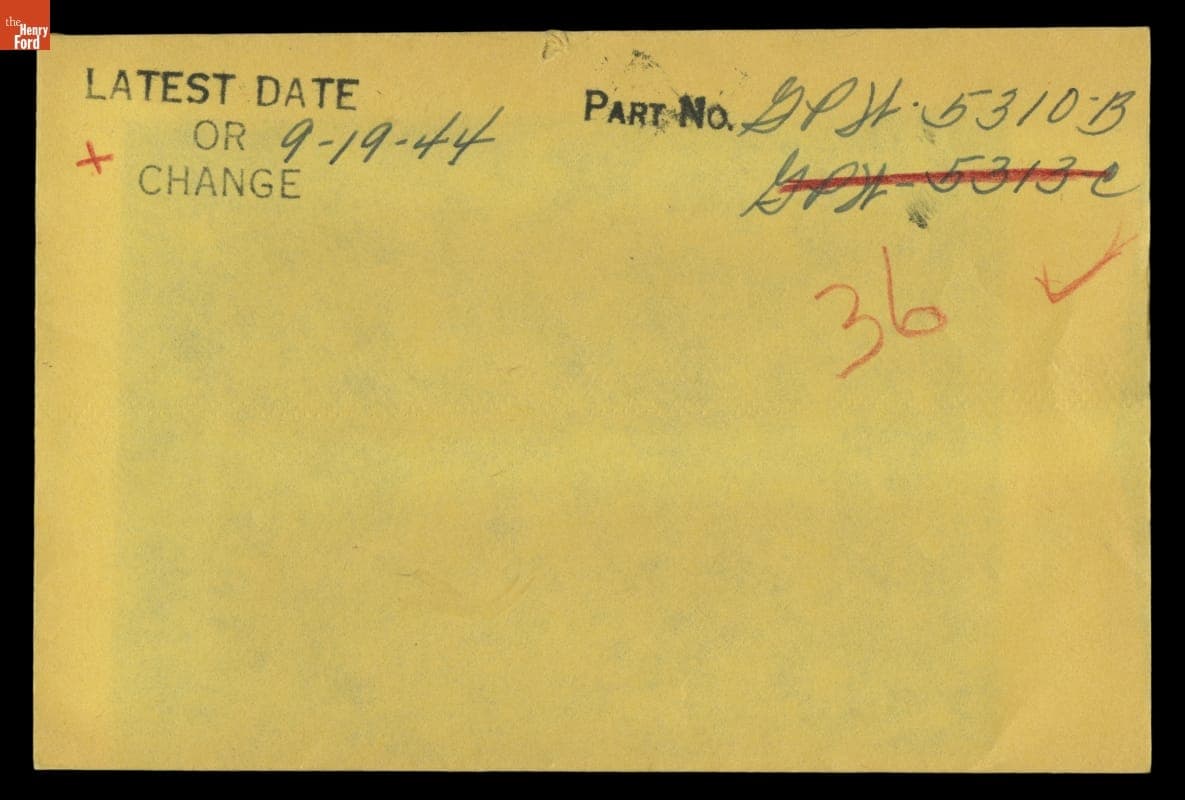 the
Henry
Ford
LATEST DATE
OR 9-19-44
CHANGE
PART NO. GPW-5310-B
GPW-5313 C
36